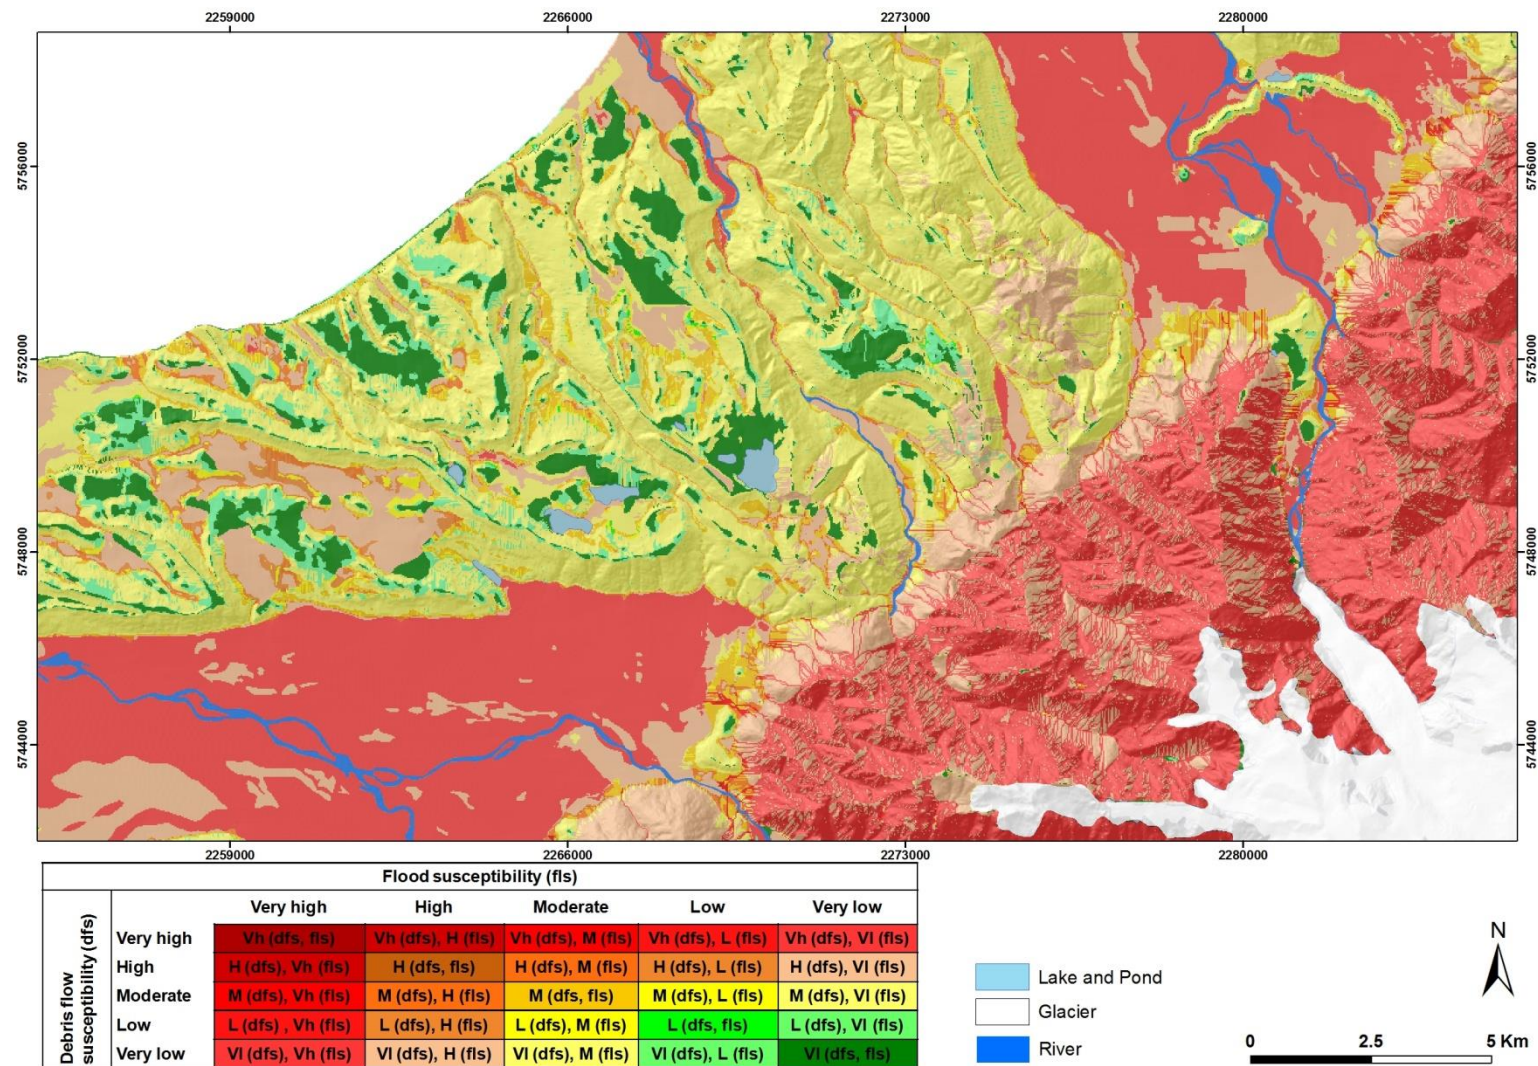 2259000 2266000 2273000 2280000
5756000 5756000
5752000 5752000
5748000 5748000
5744000 5744000
2259000 2266000 2273000 2280000
Flood susceptibility (fls)
Debris flow
susceptibility (dfs)
Very high High Moderate Low Very low
Very high Vh (dfs, fls) Vh (dfs), H (fls) Vh (dfs), M (fls) Vh (dfs), L (fls) Vh (dfs), Vl (fls)
High H (dfs), Vh (fls) H (dfs, fls) H (dfs), M (fls) H (dfs), L (fls) H (dfs), Vl (fls)
Moderate M (dfs), Vh (fls) M (dfs), H (fls) M (dfs, fls) M (dfs), L (fls) M (dfs), Vl (fls)
Low L (dfs) , Vh (fls) L (dfs), H (fls) L (dfs), M (fls) L (dfs, fls) L (dfs), Vl (fls)
Very low Vl (dfs), Vh (fls) Vl (dfs), H (fls) Vl (dfs), M (fls) Vl (dfs), L (fls) Vl (dfs, fls)
Lake and Pond
Glacier
River
N
0 2.5 5 Km